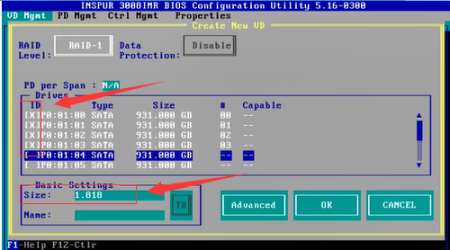 INSPUR 3008IMR BIOS Configuration Utility 5.16-0300
VD Mgmt PD Mgmt Ctrl Mgmt Properties
Create New VD
RAID Level: RAID-1 Data Protection: Disable
PD per Span : N/A
Drives
ID Type Size # Capable
[X]P0:01:00 SATA 931.000 GB 00 --
[X]P0:01:01 SATA 931.000 GB 01 --
[X]P0:01:02 SATA 931.000 GB 02 --
[X]P0:01:03 SATA 931.000 GB 03 --
[ ]P0:01:04 SATA 931.000 GB -- --
[ ]P0:01:05 SATA 931.000 GB -- --
Basic Settings
Size: 1.818 TB
Name:
Advanced OK CANCEL
F1-Help F12-Ctlr